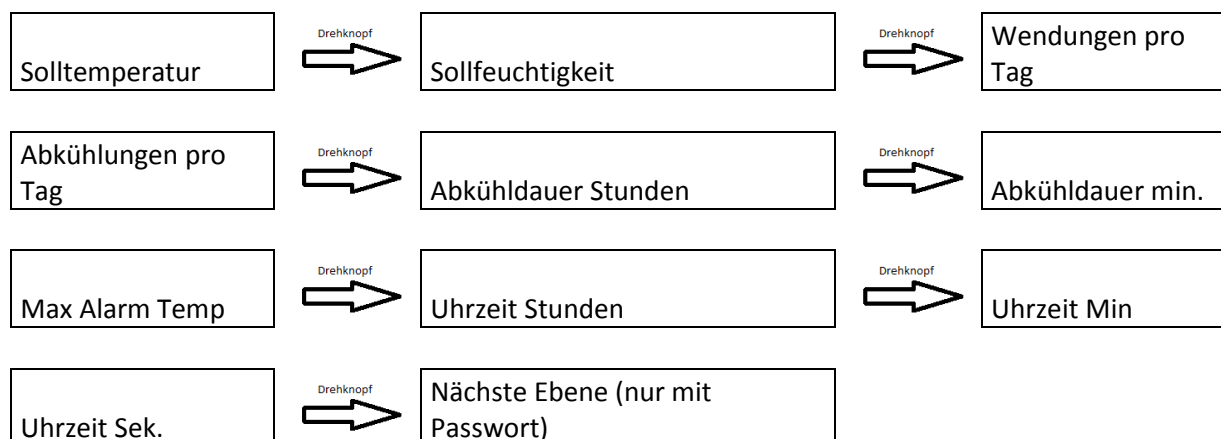 Solltemperatur
Drehknopf
Sollfeuchtigkeit
Drehknopf
Wendungen pro
Tag
Abkühlungen pro
Tag
Drehknopf
Abkühldauer Stunden
Drehknopf
Abkühldauer min.
Max Alarm Temp
Drehknopf
Uhrzeit Stunden
Drehknopf
Uhrzeit Min
Uhrzeit Sek.
Drehknopf
Nächste Ebene (nur mit
Passwort)